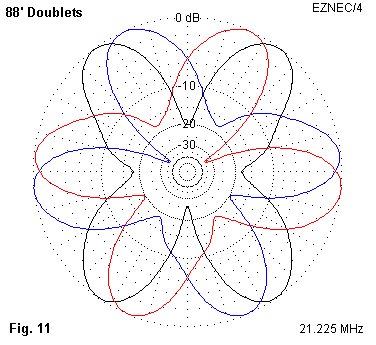 88' Doublets
EZNEC/4
0 dB
-10
-20
-30
Fig. 11
21.225 MHz